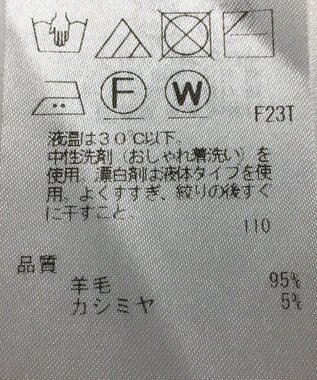 F W
F23T
液温は30℃以下、
中性洗剤（おしゃれ着洗い）を
使用、漂白剤は液体タイプを使
用。よくすすぎ、絞りの後すぐ
に干すこと。
110
品質
羊毛 95%
カシミヤ 5%